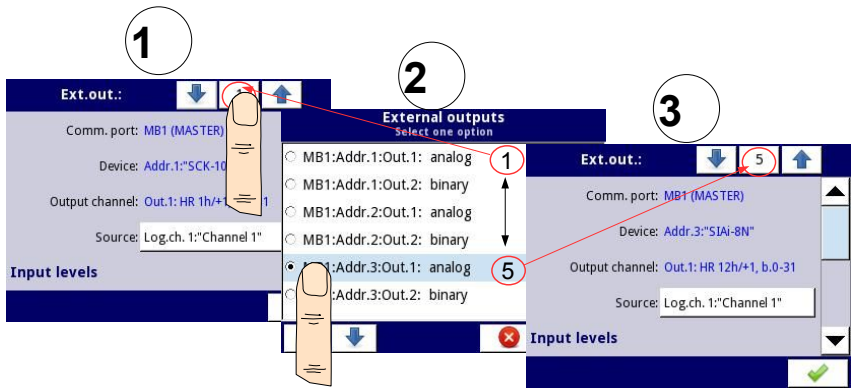 1
Ext.out.:
1
Comm. port: MB1 (MASTER)
Device: Addr.1:"SCK-10
Output channel: Out.1: HR 1h/+1
1
Source: Log.ch. 1:"Channel 1"
Input levels
2
External outputs
Select one option
MB1:Addr.1:Out.1: analog
1
MB1:Addr.1:Out.2: binary
MB1:Addr.2:Out.1: analog
MB1:Addr.2:Out.2: binary
:Addr.3:Out.1: analog
5
:Addr.3:Out.2: binary
3
Ext.out.:
5
Comm. port: MB1 (MASTER)
Device: Addr.3:"SIAi-8N"
Output channel: Out.1: HR 12h/+1, b.0-31
Source: Log.ch. 1:"Channel 1"
Input levels